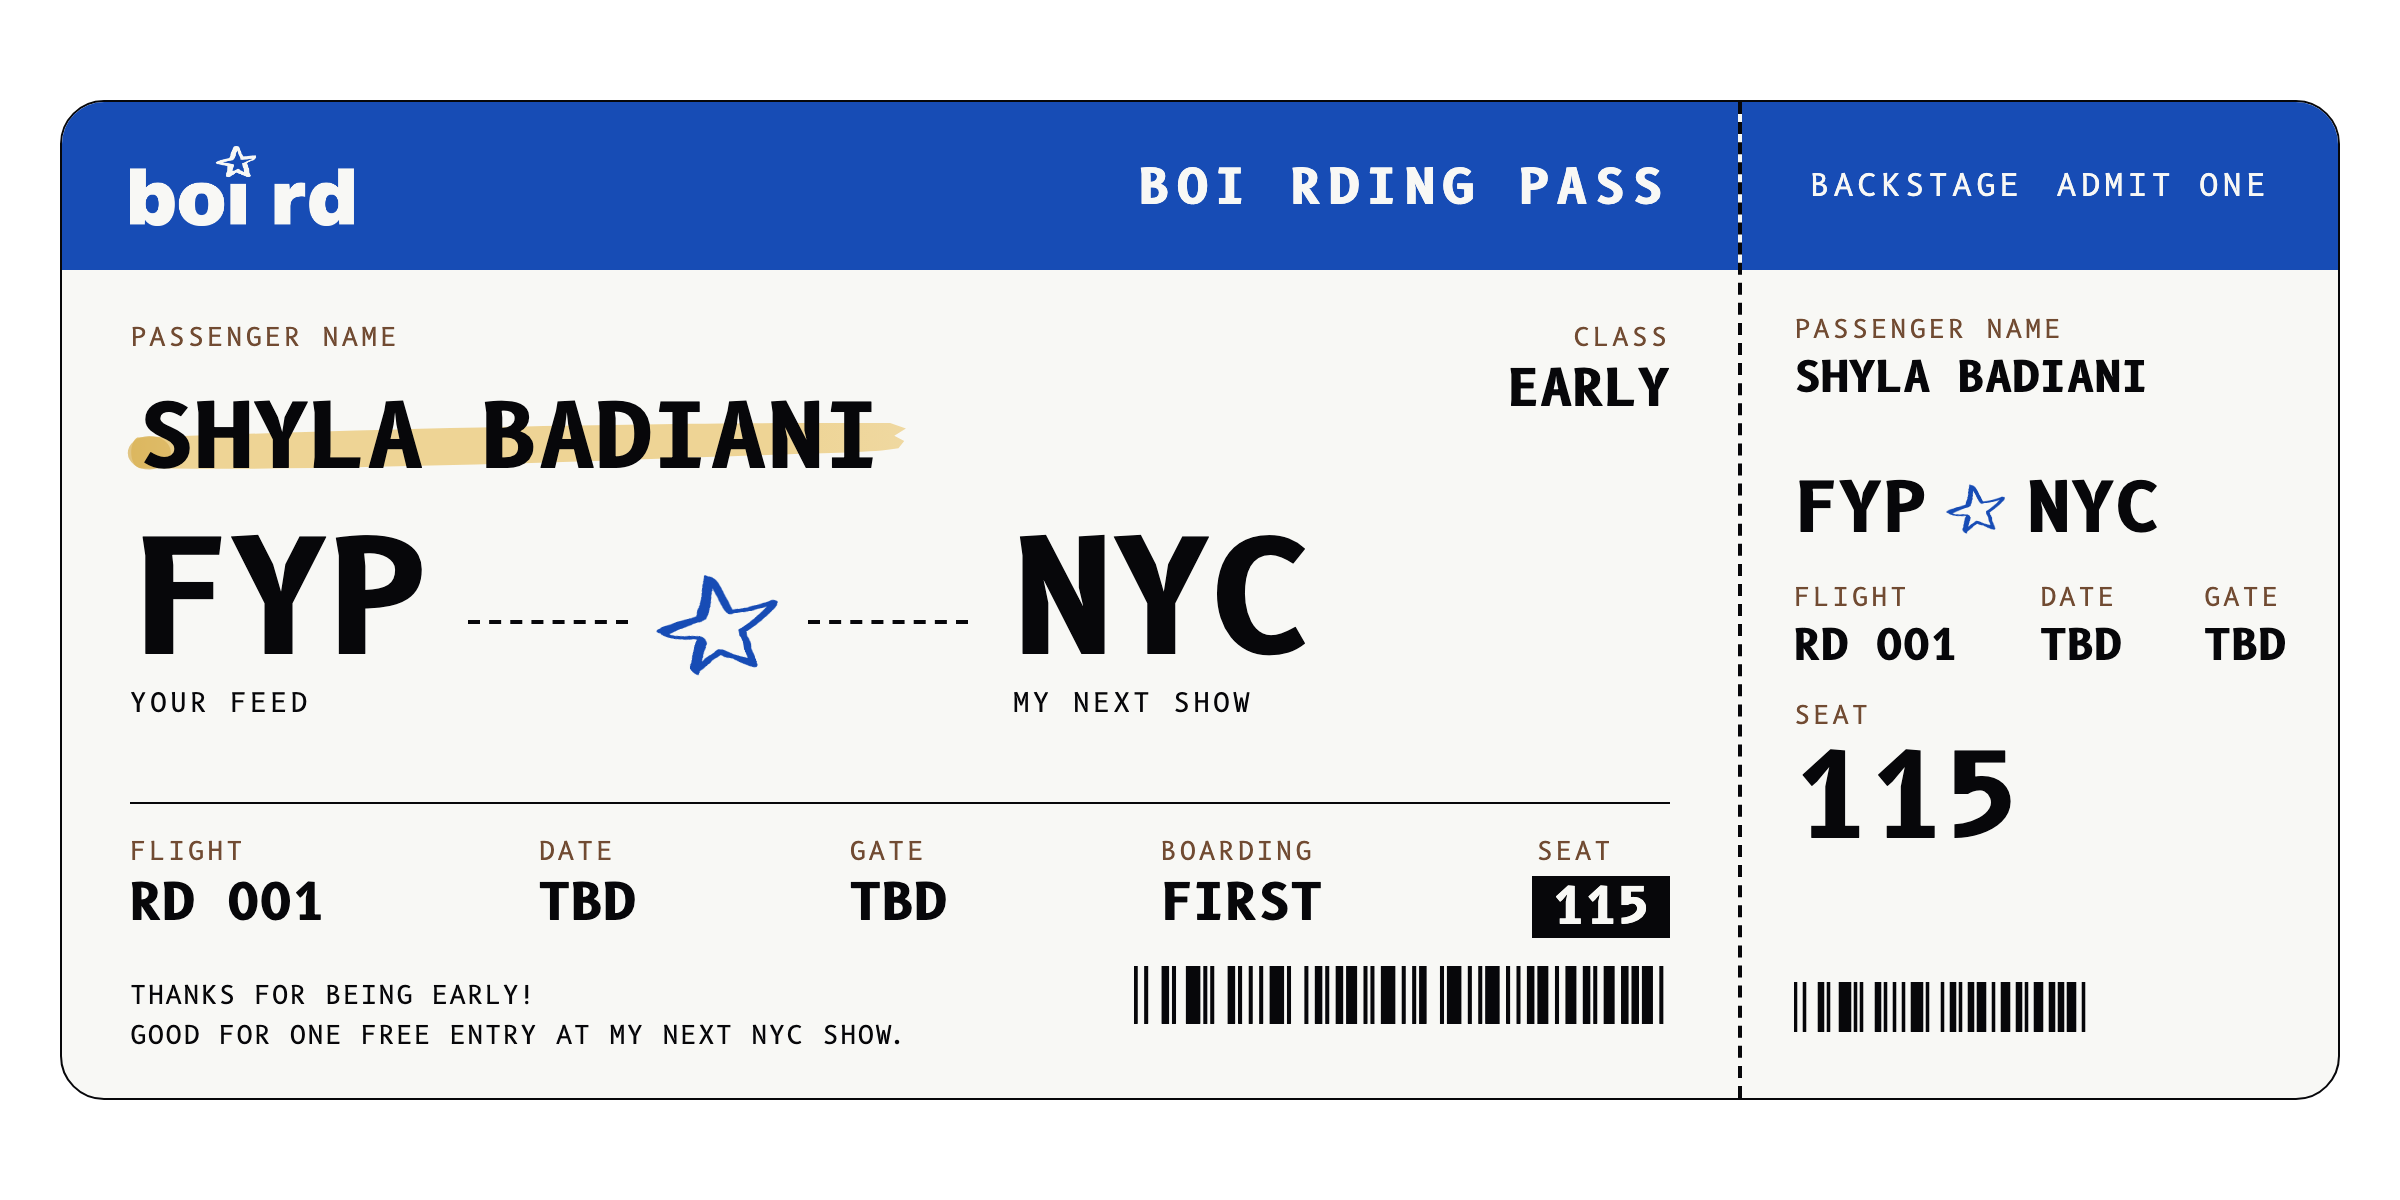 boi rd
BOI RDING PASS
PASSENGER NAME
CLASS
EARLY
SHYLA BADIANI
FYP NYC
YOUR FEED
MY NEXT SHOW
FLIGHT DATE GATE BOARDING SEAT
RD 001 TBD TBD FIRST 115
THANKS FOR BEING EARLY!
GOOD FOR ONE FREE ENTRY AT MY NEXT NYC SHOW.
BACKSTAGE ADMIT ONE
PASSENGER NAME
SHYLA BADIANI
FYP NYC
FLIGHT DATE GATE
RD 001 TBD TBD
SEAT
115